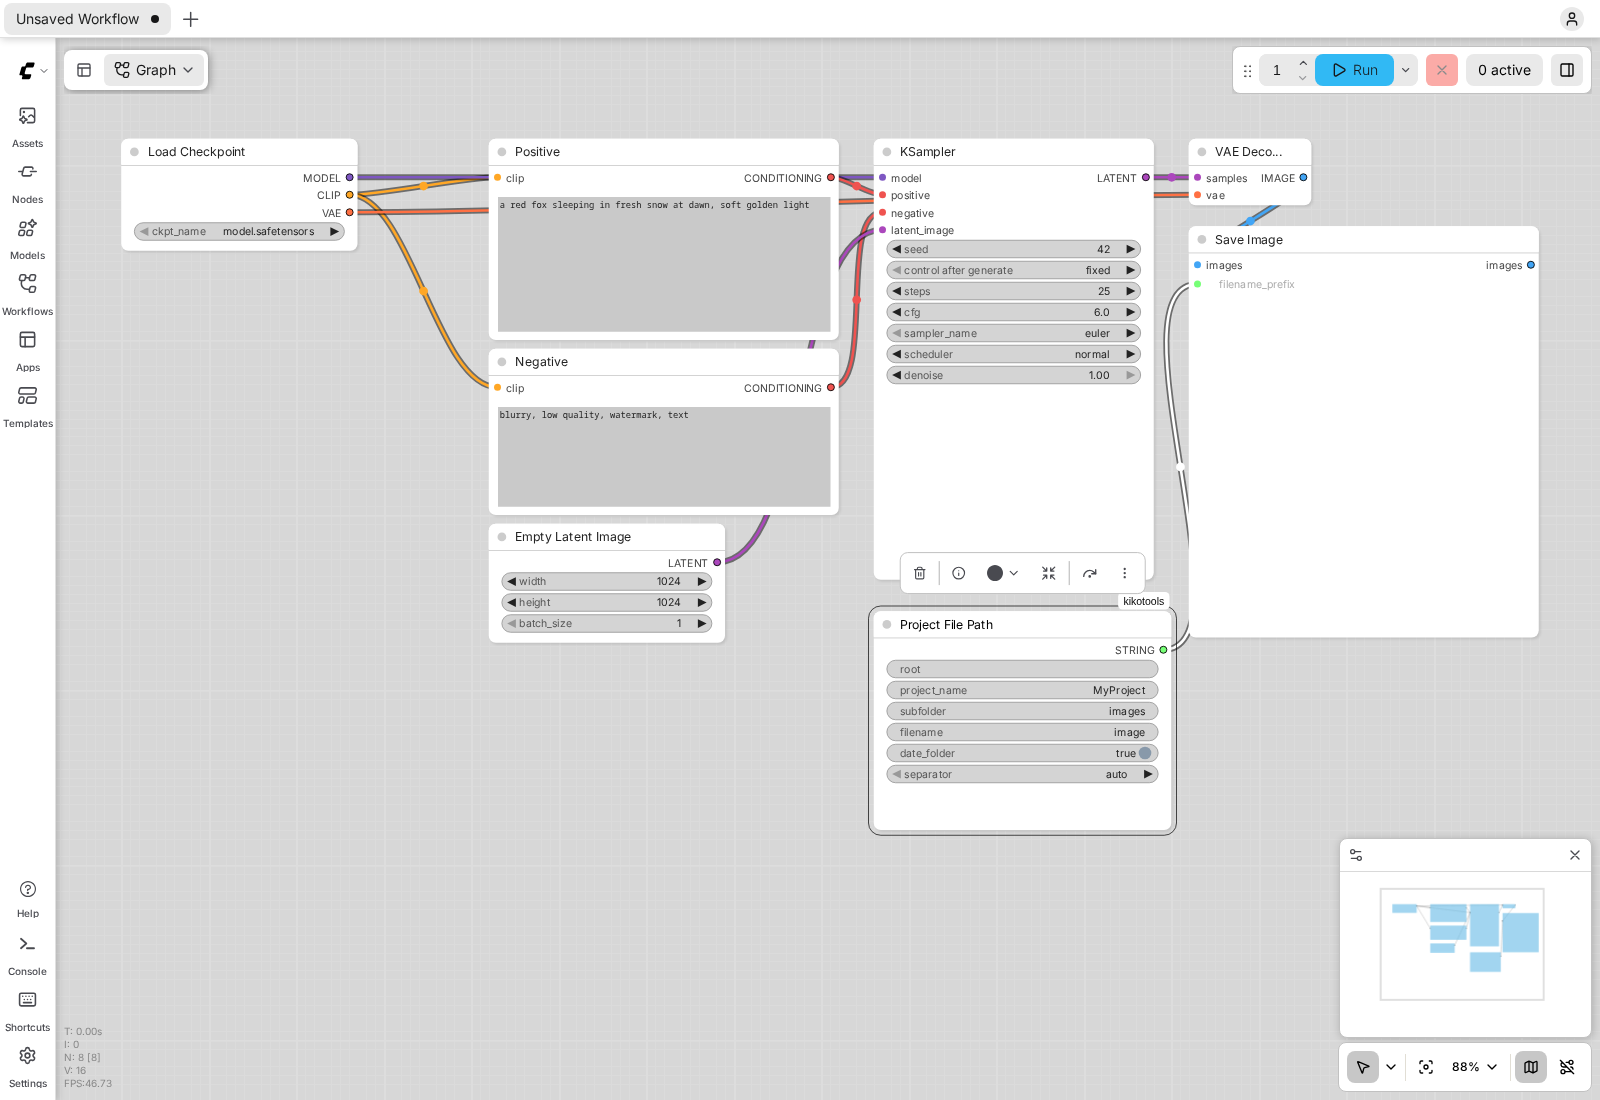 Unsaved Workflow
Graph
1
Run
0 active
Assets
Nodes
Models
Workflows
Apps
Templates
Help
Console
Shortcuts
Settings
Load Checkpoint
MODEL
CLIP
VAE
ckpt_name model.safetensors
Positive
clip CONDITIONING
a red fox sleeping in fresh snow at dawn, soft golden light
Negative
clip CONDITIONING
blurry, low quality, watermark, text
Empty Latent Image
LATENT
width 1024
height 1024
batch_size 1
KSampler
model LATENT
positive
negative
latent_image
seed 42
control after generate fixed
steps 25
cfg 6.0
sampler_name euler
scheduler normal
denoise 1.00
VAE Deco...
samples IMAGE
vae
Save Image
images images
filename_prefix
kikotools
Project File Path
STRING
root
project_name MyProject
subfolder images
filename image
date_folder true
separator auto
T: 0.00s
I: 0
N: 8 [8]
V: 16
FPS:46.73
88%